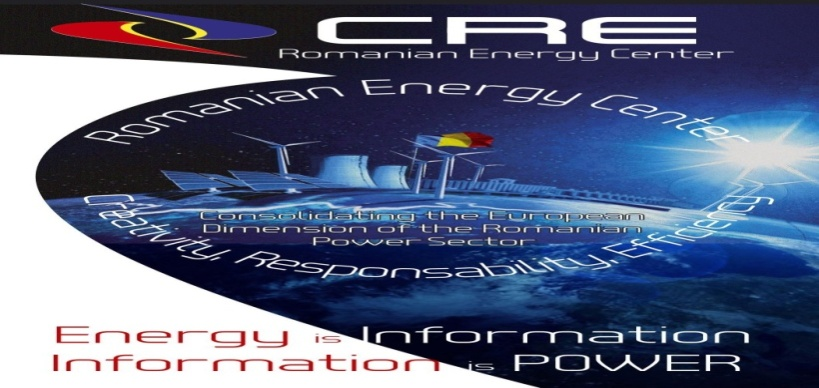 CRE
Romanian Energy Center
Romanian Energy Center
Consolidating the European
Dimension of the Romanian
Power Sector
Creativity, Responsability, Efficiency
Energy is Information
Information is POWER